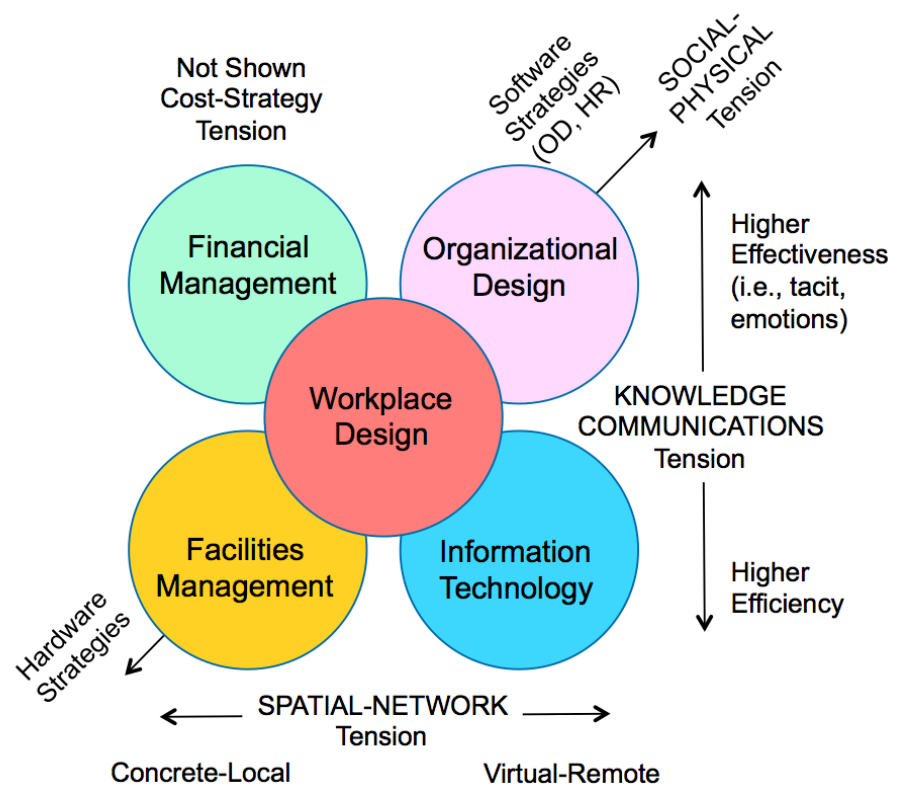 Not Shown
Cost-Strategy
Tension
Software
Strategies
(OD, HR)
SOCIAL-
PHYSICAL
Tension
Financial
Management
Organizational
Design
Higher
Effectiveness
(i.e., tacit,
emotions)
Workplace
Design
KNOWLEDGE
COMMUNICATIONS
Tension
Facilities
Management
Information
Technology
Higher
Efficiency
Hardware
Strategies
SPATIAL-NETWORK
Tension
Concrete-Local
Virtual-Remote